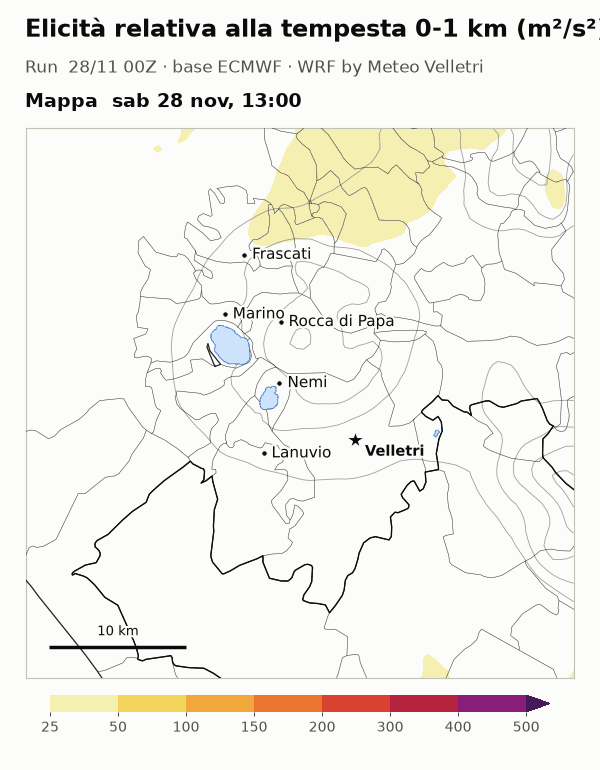 Elicità relativa alla tempesta 0-1 km (m²/s²)
Run 28/11 00Z · base ECMWF · WRF by Meteo Velletri
Mappa sab 28 nov, 13:00
Frascati
Marino
Rocca di Papa
Nemi
Velletri
Lanuvio
10 km
25 50 100 150 200 300 400 500